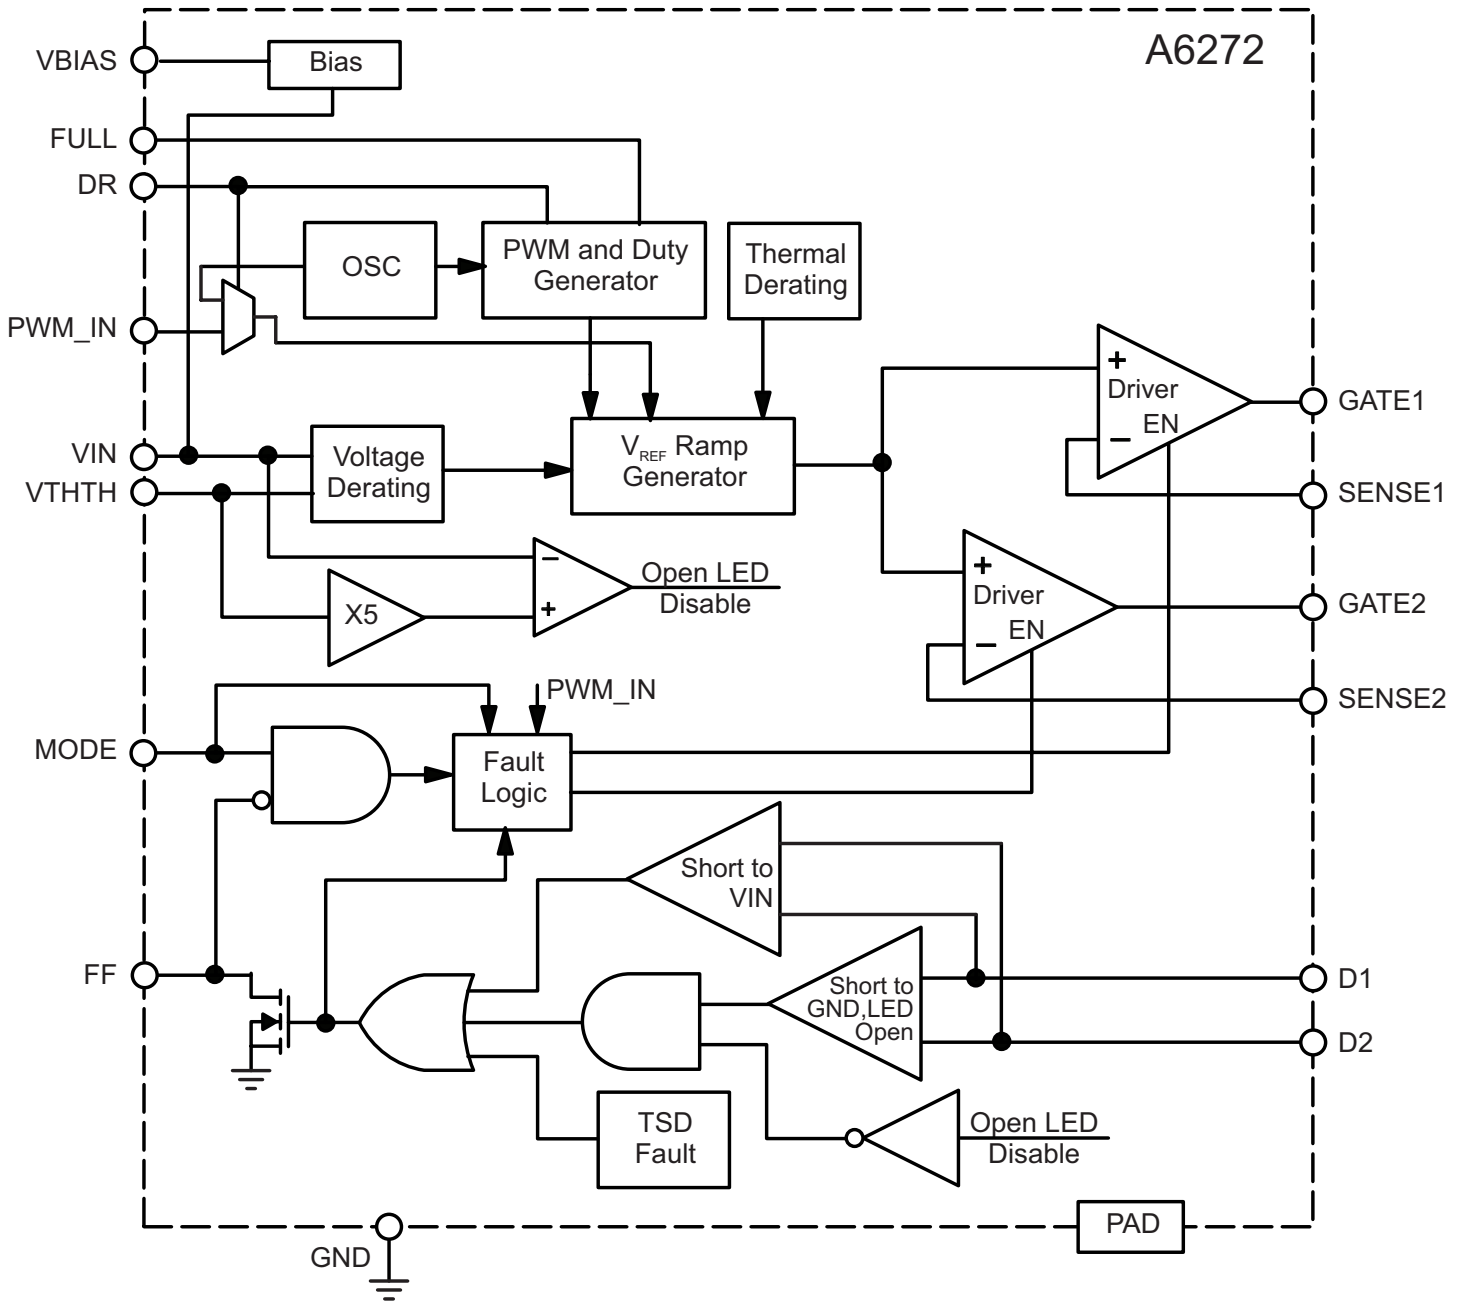 A6272
VBIAS
Bias
FULL
DR
OSC
PWM and Duty
Generator
Thermal
Derating
PWM_IN
+
Driver
EN
−
GATE1
VIN
VTHTH
Voltage
Derating
VREF Ramp
Generator
SENSE1
X5
−
+
Open LED
Disable
+
Driver
EN
−
GATE2
SENSE2
PWM_IN
MODE
Fault
Logic
Short to
VIN
FF
Short to
GND,LED
Open
D1
D2
TSD
Fault
Open LED
Disable
PAD
GND